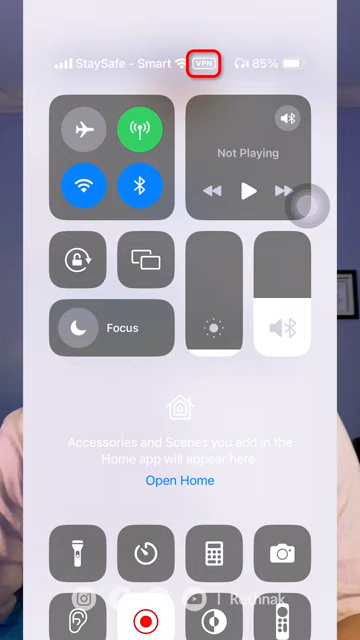 StaySafe - Smart VPN 85%
Not Playing
Focus
Accessories and Scenes you add in the
Home app will appear here
Open Home
Rothnak